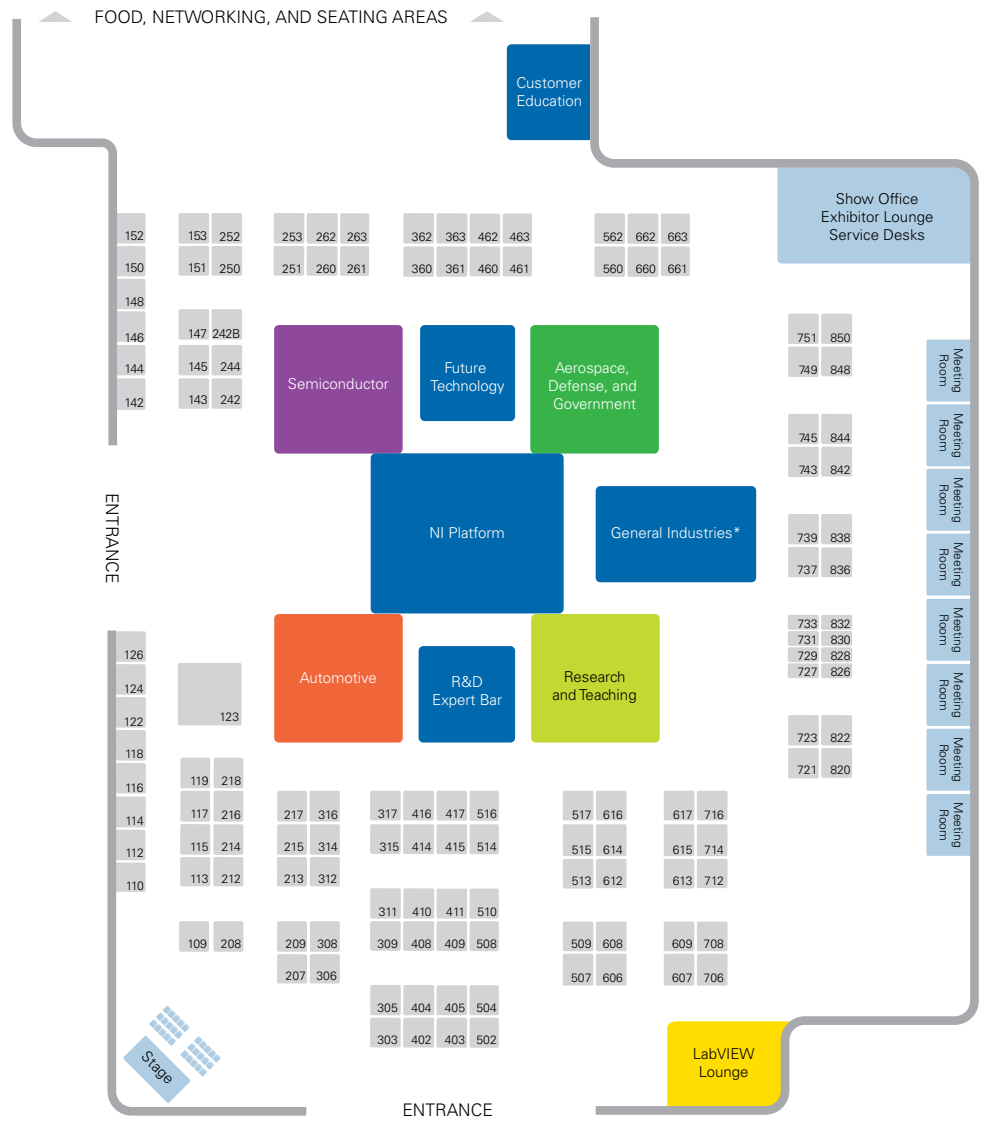 FOOD, NETWORKING, AND SEATING AREAS
Customer
Education
Show Office
Exhibitor Lounge
Service Desks
152 153 252 253 262 263 362 363 462 463 562 662 663
150 151 250 251 260 261 360 361 460 461 560 660 661
148
146 147 242B 751 850
144 145 244 749 848
142 143 242
Semiconductor
Future
Technology
Aerospace,
Defense, and
Government
Meeting
Room
Meeting
Room
745 844
743 842
ENTRANCE
NI Platform
General Industries*
Meeting
Room
739 838
737 836
Meeting
Room
126
124
122
123
118
733 832
731 830
729 828
727 826
Meeting
Room
Automotive
R&D
Expert Bar
Research
and Teaching
Meeting
Room
723 822
721 820
Meeting
Room
116 119 218
114 117 216 217 316 317 416 417 516 517 616 617 716
112 115 214 215 314 315 414 415 514 515 614 615 714
110 113 212 213 312 513 612 613 712
Meeting
Room
311 410 411 510
109 208 209 308 309 408 409 508 509 608 609 708
207 306 507 606 607 706
305 404 405 504
303 402 403 502
Stage
LabVIEW
Lounge
ENTRANCE